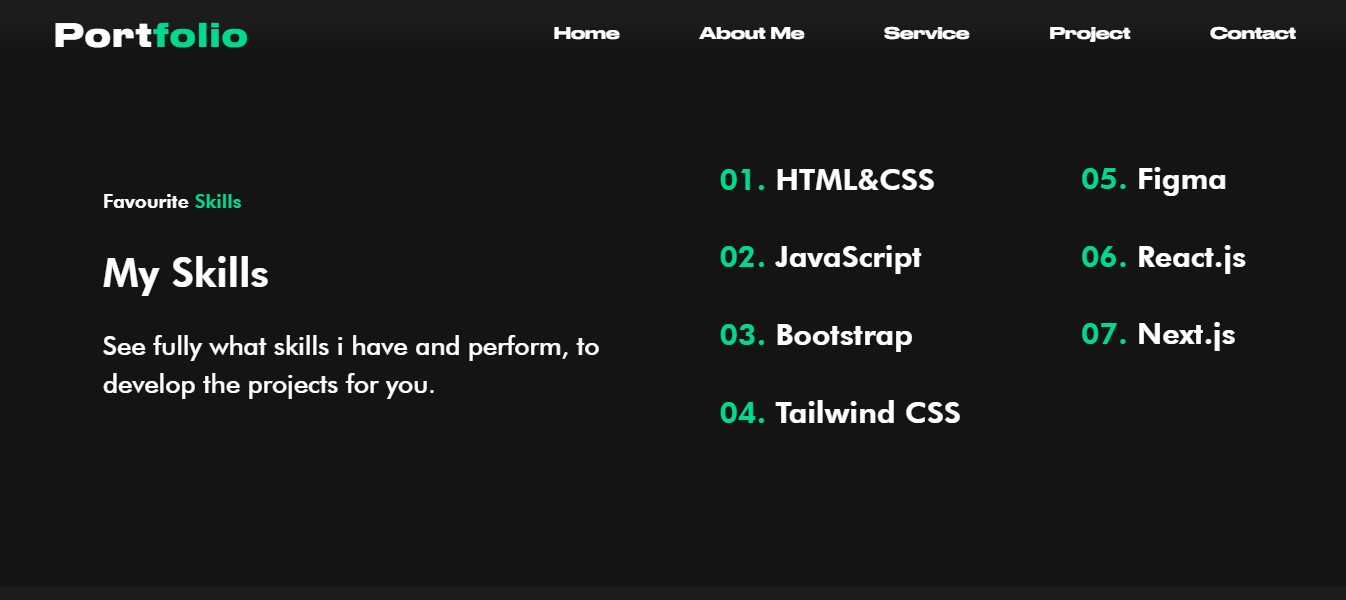 Portfolio
Home
About Me
Service
Project
Contact
Favourite Skills
My Skills
See fully what skills i have and perform, to
develop the projects for you.
01. HTML&CSS
02. JavaScript
03. Bootstrap
04. Tailwind CSS
05. Figma
06. React.js
07. Next.js